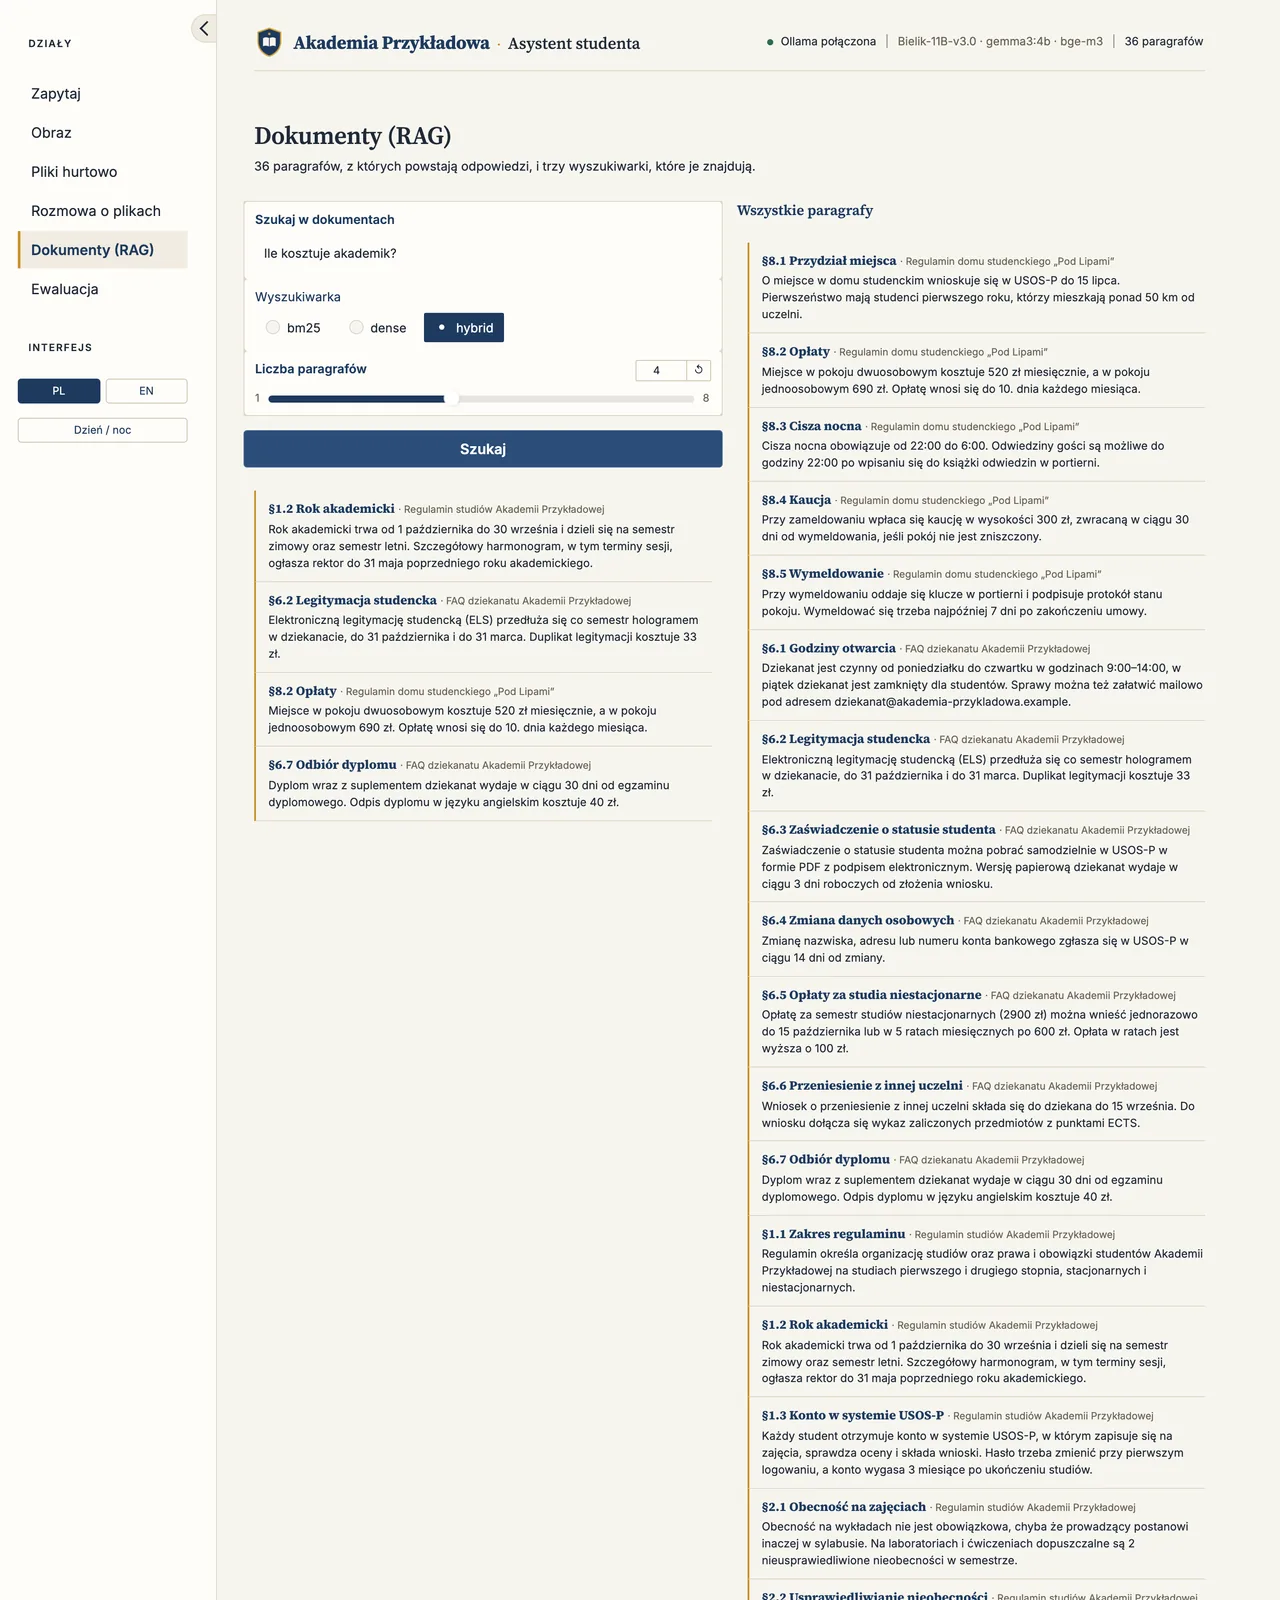 DZIAŁY
Zapytaj
Obraz
Pliki hurtowo
Rozmowa o plikach
Dokumenty (RAG)
Ewaluacja
INTERFEJS
PL
EN
Dzień / noc
Akademia Przykładowa · Asystent studenta
Ollama połączona
Bielik-11B-v3.0 · gemma3:4b · bge-m3
36 paragrafów
Dokumenty (RAG)
36 paragrafów, z których powstają odpowiedzi, i trzy wyszukiwarki, które je znajdują.
Szukaj w dokumentach
Ile kosztuje akademik?
Wyszukiwarka
bm25
dense
hybrid
Liczba paragrafów
4
1
8
Szukaj
§1.2 Rok akademicki · Regulamin studiów Akademii Przykładowej
Rok akademicki trwa od 1 października do 30 września i dzieli się na semestr
zimowy oraz semestr letni. Szczegółowy harmonogram, w tym terminy sesji,
ogłasza rektor do 31 maja poprzedniego roku akademickiego.
§6.2 Legitymacja studencka · FAQ dziekanatu Akademii Przykładowej
Elektroniczną legitymację studencką (ELS) przedłuża się co semestr hologramem
w dziekanacie, do 31 października i do 31 marca. Duplikat legitymacji kosztuje 33
zł.
§8.2 Opłaty · Regulamin domu studenckiego „Pod Lipami”
Miejsce w pokoju dwuosobowym kosztuje 520 zł miesięcznie, a w pokoju
jednoosobowym 690 zł. Opłatę wnosi się do 10. dnia każdego miesiąca.
§6.7 Odbiór dyplomu · FAQ dziekanatu Akademii Przykładowej
Dyplom wraz z suplementem dziekanat wydaje w ciągu 30 dni od egzaminu
dyplomowego. Odpis dyplomu w języku angielskim kosztuje 40 zł.
Wszystkie paragrafy
§8.1 Przydział miejsca · Regulamin domu studenckiego „Pod Lipami”
O miejsce w domu studenckim wnioskuje się w USOS-P do 15 lipca.
Pierwszeństwo mają studenci pierwszego roku, którzy mieszkają ponad 50 km od
uczelni.
§8.2 Opłaty · Regulamin domu studenckiego „Pod Lipami”
Miejsce w pokoju dwuosobowym kosztuje 520 zł miesięcznie, a w pokoju
jednoosobowym 690 zł. Opłatę wnosi się do 10. dnia każdego miesiąca.
§8.3 Cisza nocna · Regulamin domu studenckiego „Pod Lipami”
Cisza nocna obowiązuje od 22:00 do 6:00. Odwiedziny gości są możliwe do
godziny 22:00 po wpisaniu się do książki odwiedzin w portierni.
§8.4 Kaucja · Regulamin domu studenckiego „Pod Lipami”
Przy zameldowaniu wpłaca się kaucję w wysokości 300 zł, zwracaną w ciągu 30
dni od wymeldowania, jeśli pokój nie jest zniszczony.
§8.5 Wymeldowanie · Regulamin domu studenckiego „Pod Lipami”
Przy wymeldowaniu oddaje się klucze w portierni i podpisuje protokół stanu
pokoju. Wymeldować się trzeba najpóźniej 7 dni po zakończeniu umowy.
§6.1 Godziny otwarcia · FAQ dziekanatu Akademii Przykładowej
Dziekanat jest czynny od poniedziałku do czwartku w godzinach 9:00–14:00, w
piątek dziekanat jest zamknięty dla studentów. Sprawy można też załatwić mailowo
pod adresem dziekanat@akademia-przykladowa.example.
§6.2 Legitymacja studencka · FAQ dziekanatu Akademii Przykładowej
Elektroniczną legitymację studencką (ELS) przedłuża się co semestr hologramem
w dziekanacie, do 31 października i do 31 marca. Duplikat legitymacji kosztuje 33
zł.
§6.3 Zaświadczenie o statusie studenta · FAQ dziekanatu Akademii Przykładowej
Zaświadczenie o statusie studenta można pobrać samodzielnie w USOS-P w
formie PDF z podpisem elektronicznym. Wersję papierową dziekanat wydaje w
ciągu 3 dni roboczych od złożenia wniosku.
§6.4 Zmiana danych osobowych · FAQ dziekanatu Akademii Przykładowej
Zmianę nazwiska, adresu lub numeru konta bankowego zgłasza się w USOS-P w
ciągu 14 dni od zmiany.
§6.5 Opłaty za studia niestacjonarne · FAQ dziekanatu Akademii Przykładowej
Opłatę za semestr studiów niestacjonarnych (2900 zł) można wnieść jednorazowo
do 15 października lub w 5 ratach miesięcznych po 600 zł. Opłata w ratach jest
wyższa o 100 zł.
§6.6 Przeniesienie z innej uczelni · FAQ dziekanatu Akademii Przykładowej
Wniosek o przeniesienie z innej uczelni składa się do dziekana do 15 września. Do
wniosku dołącza się wykaz zaliczonych przedmiotów z punktami ECTS.
§6.7 Odbiór dyplomu · FAQ dziekanatu Akademii Przykładowej
Dyplom wraz z suplementem dziekanat wydaje w ciągu 30 dni od egzaminu
dyplomowego. Odpis dyplomu w języku angielskim kosztuje 40 zł.
§1.1 Zakres regulaminu · Regulamin studiów Akademii Przykładowej
Regulamin określa organizację studiów oraz prawa i obowiązki studentów Akademii
Przykładowej na studiach pierwszego i drugiego stopnia, stacjonarnych i
niestacjonarnych.
§1.2 Rok akademicki · Regulamin studiów Akademii Przykładowej
Rok akademicki trwa od 1 października do 30 września i dzieli się na semestr
zimowy oraz semestr letni. Szczegółowy harmonogram, w tym terminy sesji,
ogłasza rektor do 31 maja poprzedniego roku akademickiego.
§1.3 Konto w systemie USOS-P · Regulamin studiów Akademii Przykładowej
Każdy student otrzymuje konto w systemie USOS-P, w którym zapisuje się na
zajęcia, sprawdza oceny i składa wnioski. Hasło trzeba zmienić przy pierwszym
logowaniu, a konto wygasa 3 miesiące po ukończeniu studiów.
§2.1 Obecność na zajęciach · Regulamin studiów Akademii Przykładowej
Obecność na wykładach nie jest obowiązkowa, chyba że prowadzący postanowi
inaczej w sylabusie. Na laboratoriach i ćwiczeniach dopuszczalne są 2
nieusprawiedliwione nieobecności w semestrze.
§2.2 Usprawiedliwianie nieobecności · Regulamin studiów Akademii Przykładowej